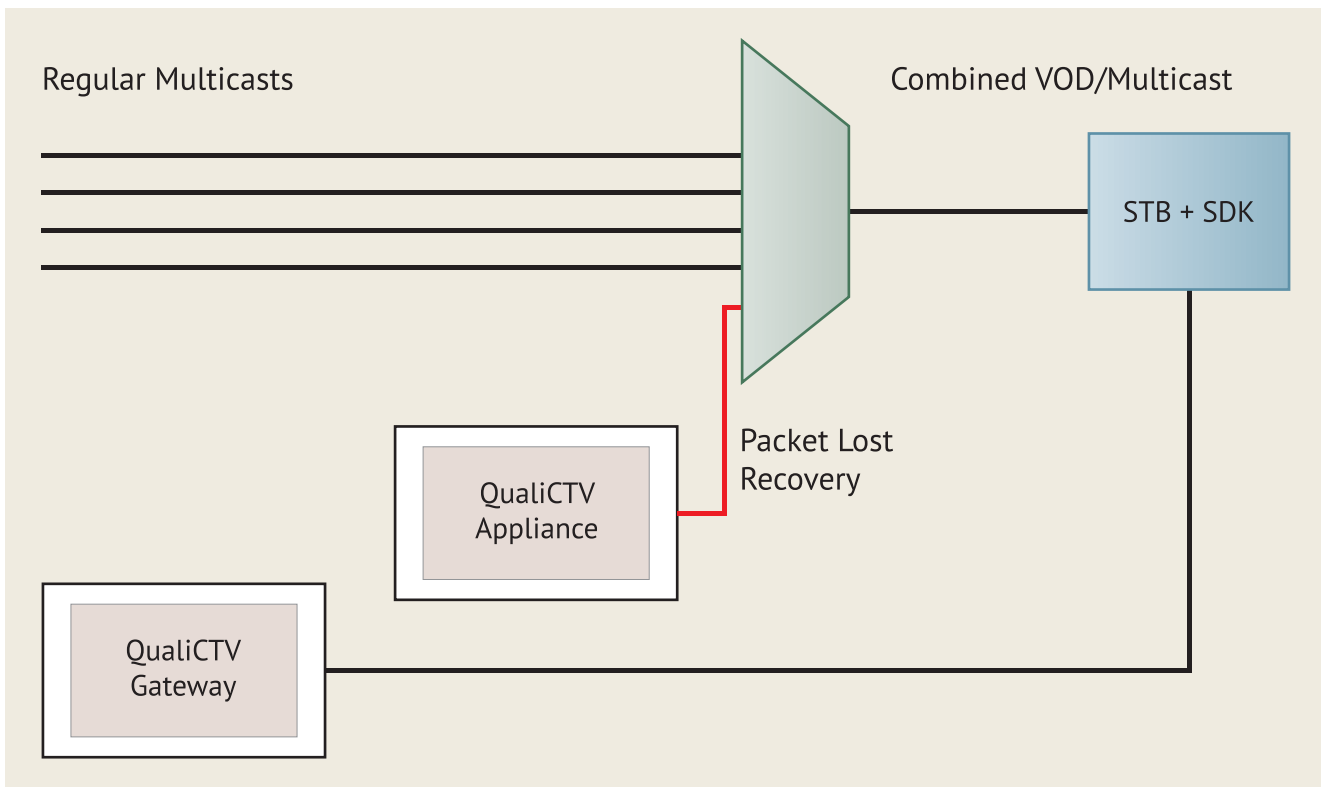 Regular Multicasts
Combined VOD/Multicast
STB + SDK
Packet Lost
Recovery
QualiCTV
Appliance
QualiCTV
Gateway